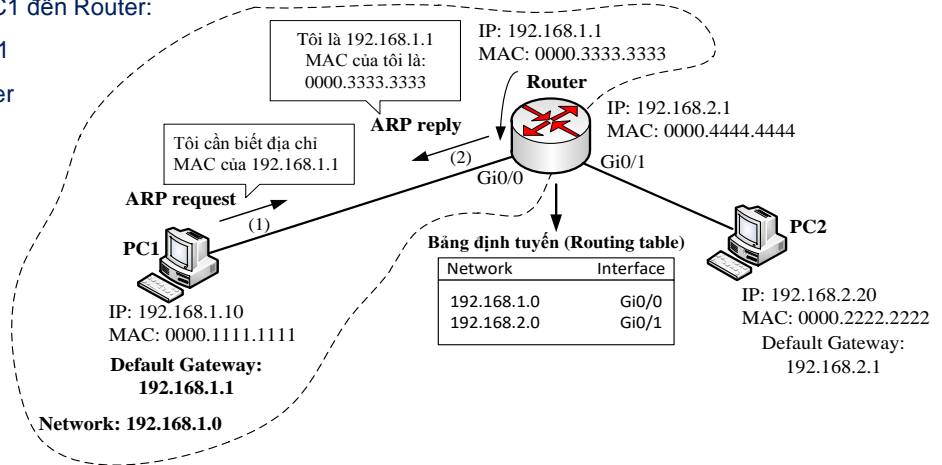 C1 đến Router:
1
er
Tôi là 192.168.1.1
MAC của tôi là:
0000.3333.3333
IP: 192.168.1.1
MAC: 0000.3333.3333
Router
IP: 192.168.2.1
MAC: 0000.4444.4444
ARP reply
(2)
Gi0/0
Gi0/1
Tôi cần biết địa chỉ
MAC của 192.168.1.1
ARP request
(1)
PC1
IP: 192.168.1.10
MAC: 0000.1111.1111
Default Gateway:
192.168.1.1
Network: 192.168.1.0
Bảng định tuyến (Routing table)
Network Interface
192.168.1.0 Gi0/0
192.168.2.0 Gi0/1
PC2
IP: 192.168.2.20
MAC: 0000.2222.2222
Default Gateway:
192.168.2.1